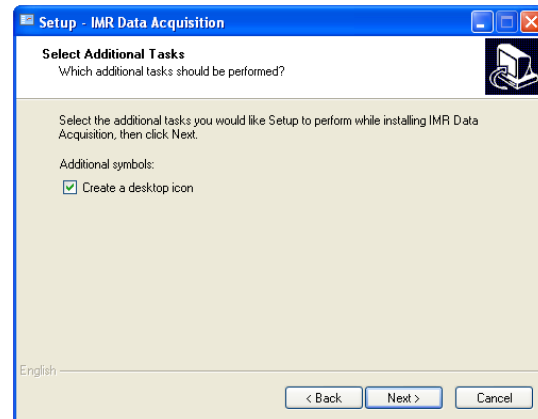 Setup - IMR Data Acquisition
Select Additional Tasks
Which additional tasks should be performed?
Select the additional tasks you would like Setup to perform while installing IMR Data
Acquisition, then click Next.
Additional symbols:
Create a desktop icon
English
< Back
Next >
Cancel